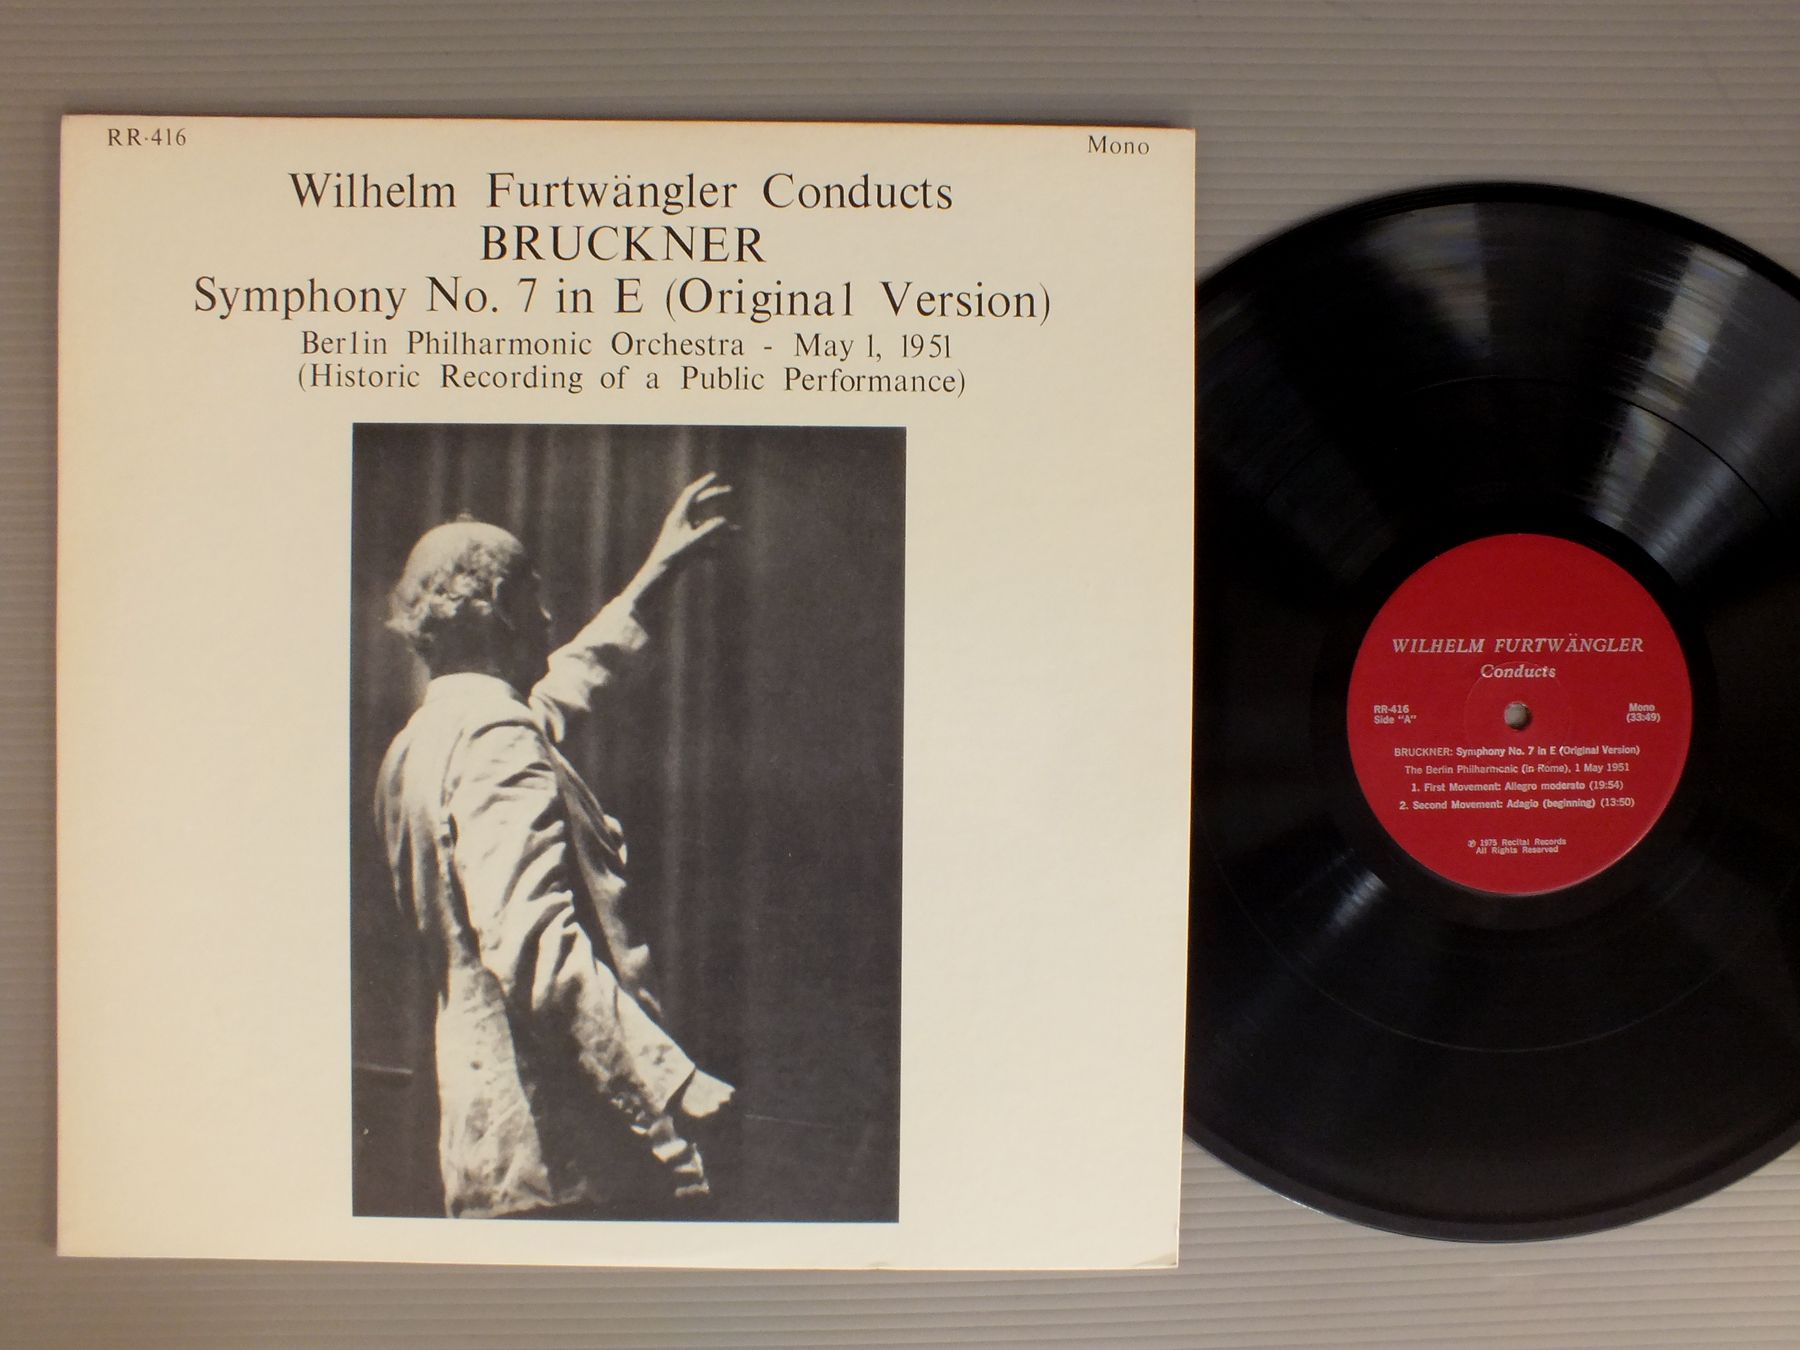 RR·416
Mono
Wilhelm Furtwängler Conducts
BRUCKNER
Symphony No. 7 in E (Original Version)
Berlin Philharmonic Orchestra - May 1, 1951
(Historic Recording of a Public Performance)
WILHELM FURTWÄNGLER
Conducts
RR-416
Side "A"
Mono
(33:49)
BRUCKNER: Symphony No. 7 in E (Original Version)
The Berlin Philharmonic (in Rome), 1 May 1951
1. First Movement: Allegro moderato (19:54)
2. Second Movement: Adagio (beginning) (13:50)
℗ 1975 Recital Records
All Rights Reserved